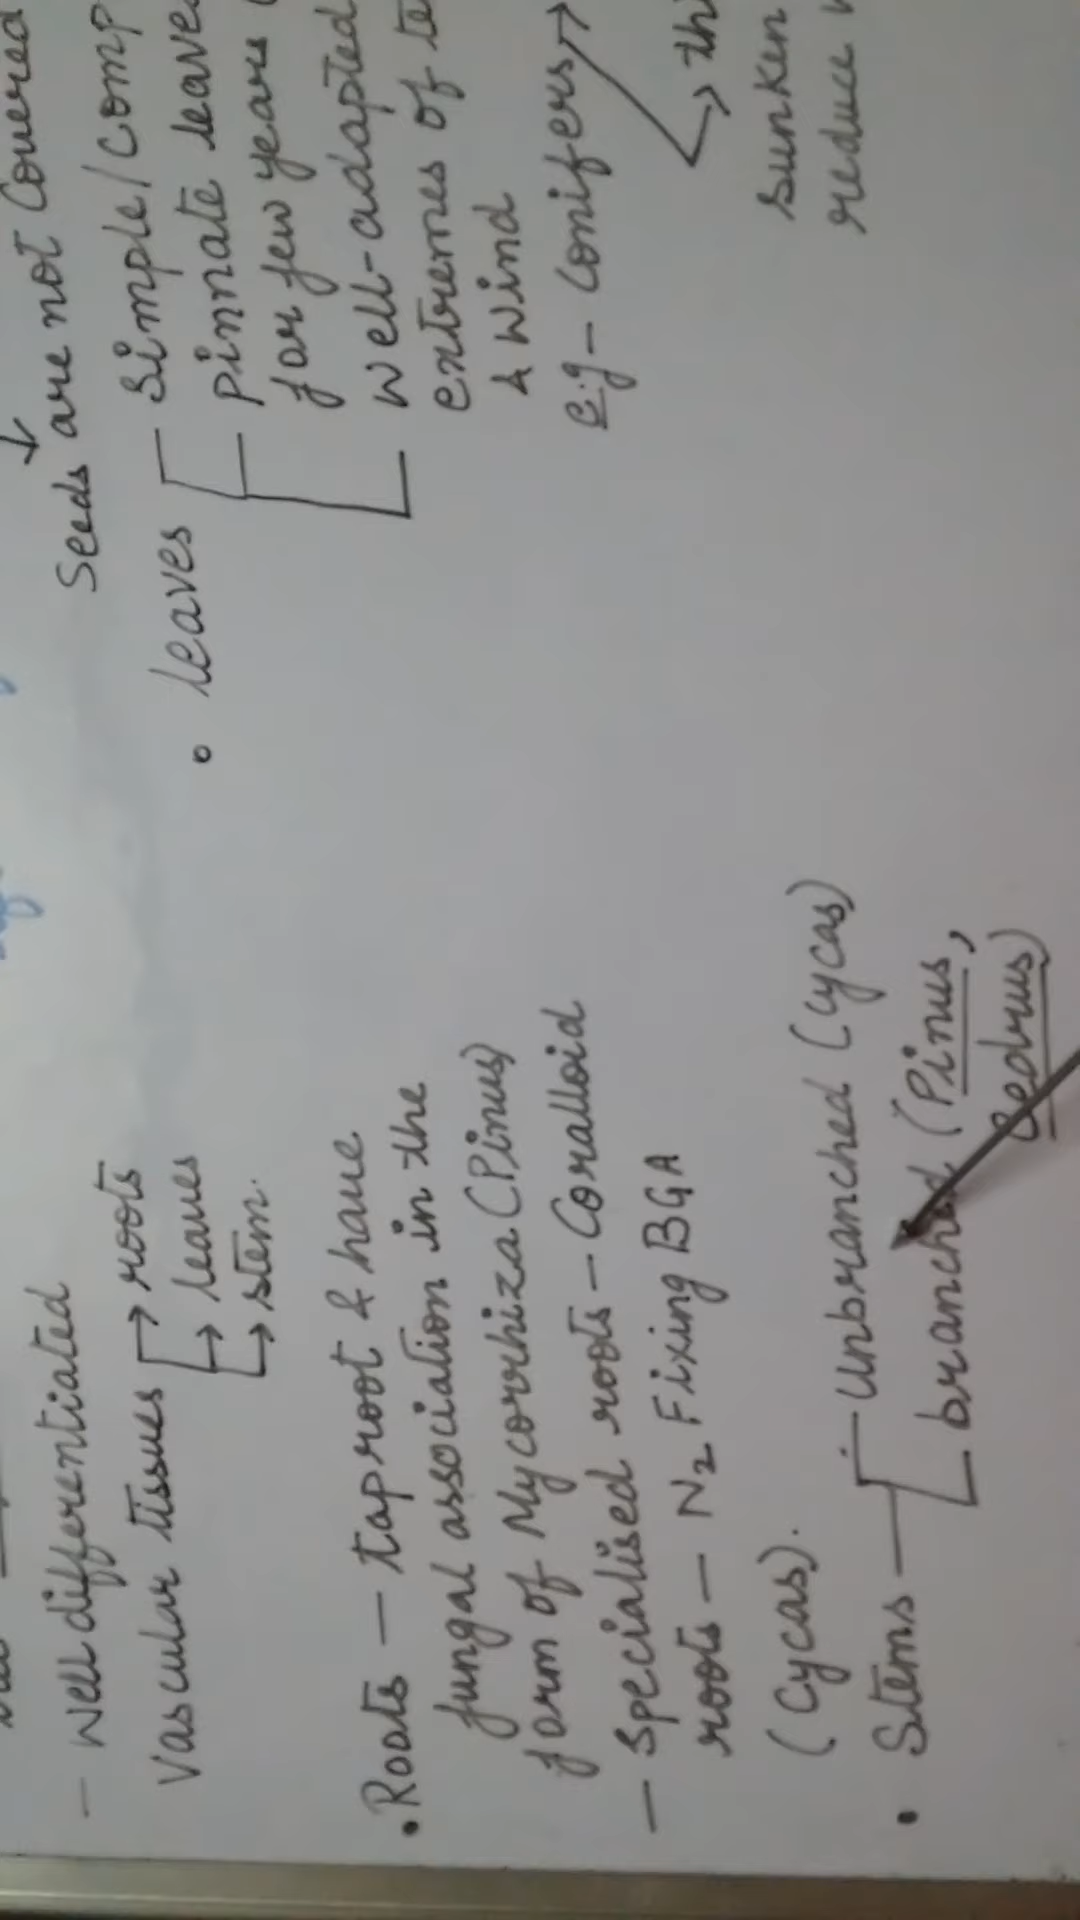 Seeds are not Covered
- Well differentiated
Vascular tissues → roots
→ leaves
→ stem.
• Roots - taproot & have
fungal association in the
form of Mycorrhiza (Pinus)
- Specialised roots - Coralloid
roots - N2 Fixing BGA
(Cycas).
• Stems - Unbranched (Cycas)
branched (Pinus,
Cedrus)
• leaves - Simple/Comp
Pinnate leaves
for few years
Well-adapted
extremes of te
& Wind
e.g - Conifers →
→ thi
sunken
reduce